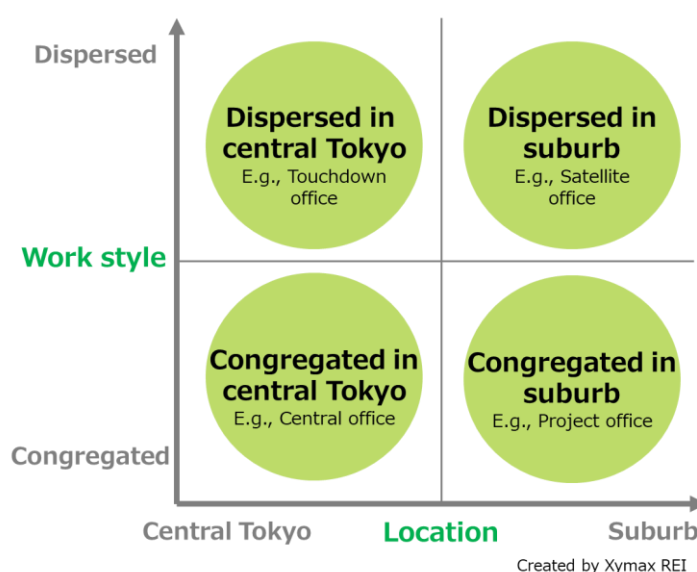 Dispersed
Dispersed in
central Tokyo
E.g., Touchdown
office
Dispersed in
suburb
E.g., Satellite
office
Work style
Congregated in
central Tokyo
E.g., Central office
Congregated in
suburb
E.g., Project office
Congregated
Central Tokyo
Location
Suburb
Created by Xymax REI